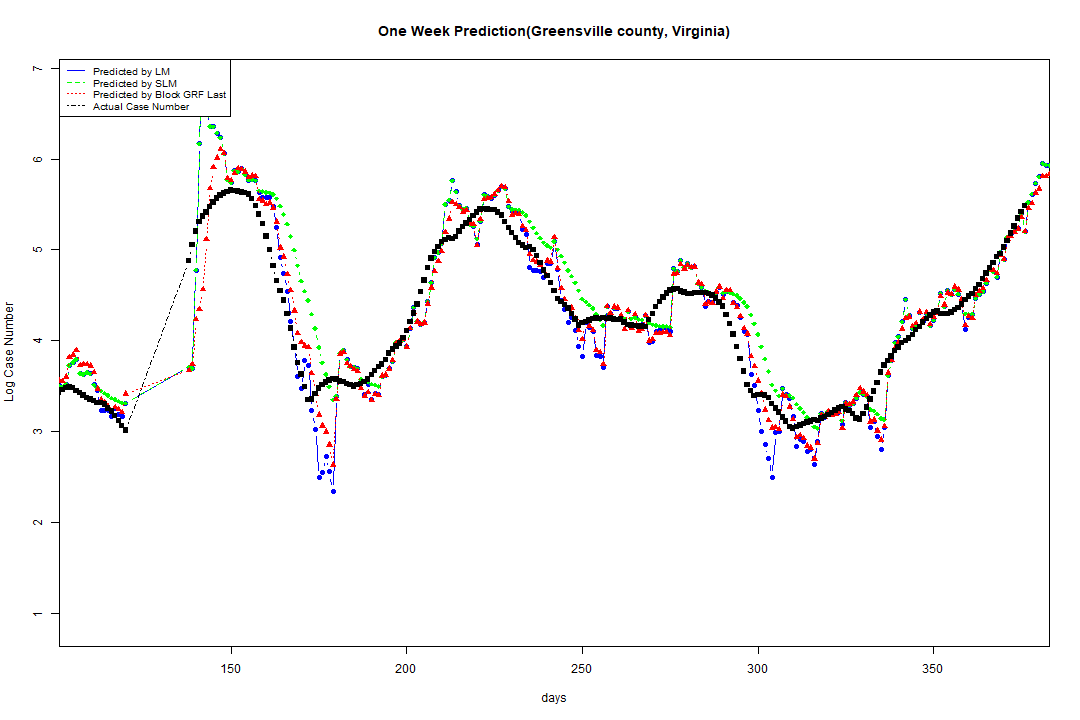 One Week Prediction(Greensville county, Virginia)
Predicted by LM
Predicted by SLM
Predicted by Block GRF Last
Actual Case Number
Log Case Number
7
6
5
4
3
2
1
150 200 250 300 350
days